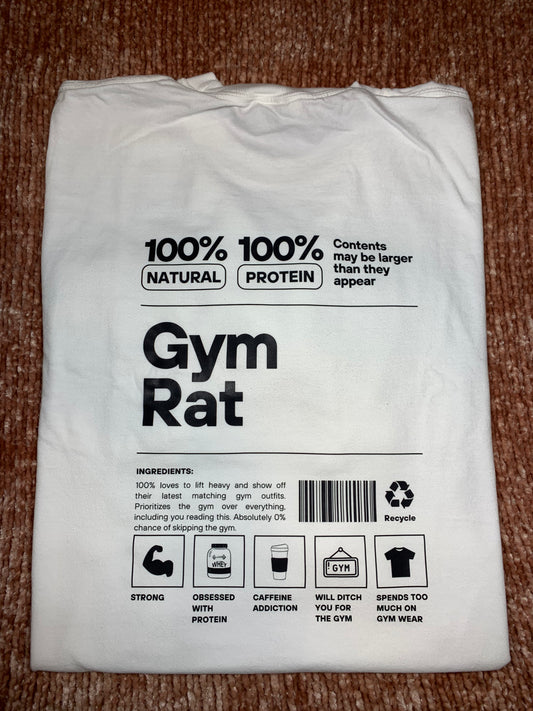 100% 100%
NATURAL PROTEIN
Contents
may be larger
than they
appear
Gym
Rat
INGREDIENTS:
100% loves to lift heavy and show off
their latest matching gym outfits.
Prioritizes the gym over everything,
including you reading this. Absolutely 0%
chance of skipping the gym.
Recycle
WHEY
GYM
STRONG
OBSESSED
WITH
PROTEIN
CAFFEINE
ADDICTION
WILL DITCH
YOU FOR
THE GYM
SPENDS TOO
MUCH ON
GYM WEAR